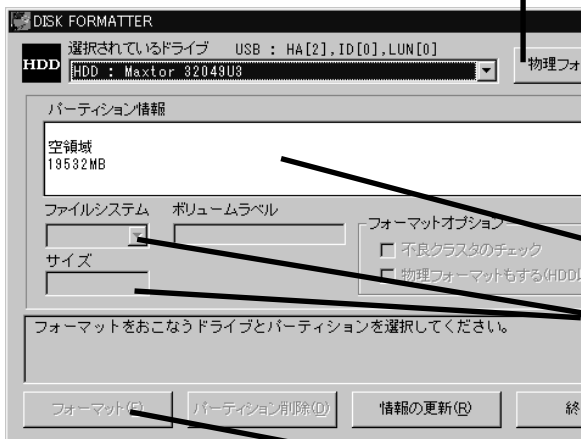 DISK FORMATTER
HDD
選択されているドライブ USB : HA[2],ID[0],LUN[0]
HDD : Maxtor 32049U3
物理フォ
パーティション情報
空領域
19532MB
ファイルシステム ボリュームラベル
フォーマットオプション
不良クラスタのチェック
サイズ
物理フォーマットもする(HDD
フォーマットをおこなうドライブとパーティションを選択してください。
フォーマット(F) パーティション削除(D) 情報の更新(R) 終